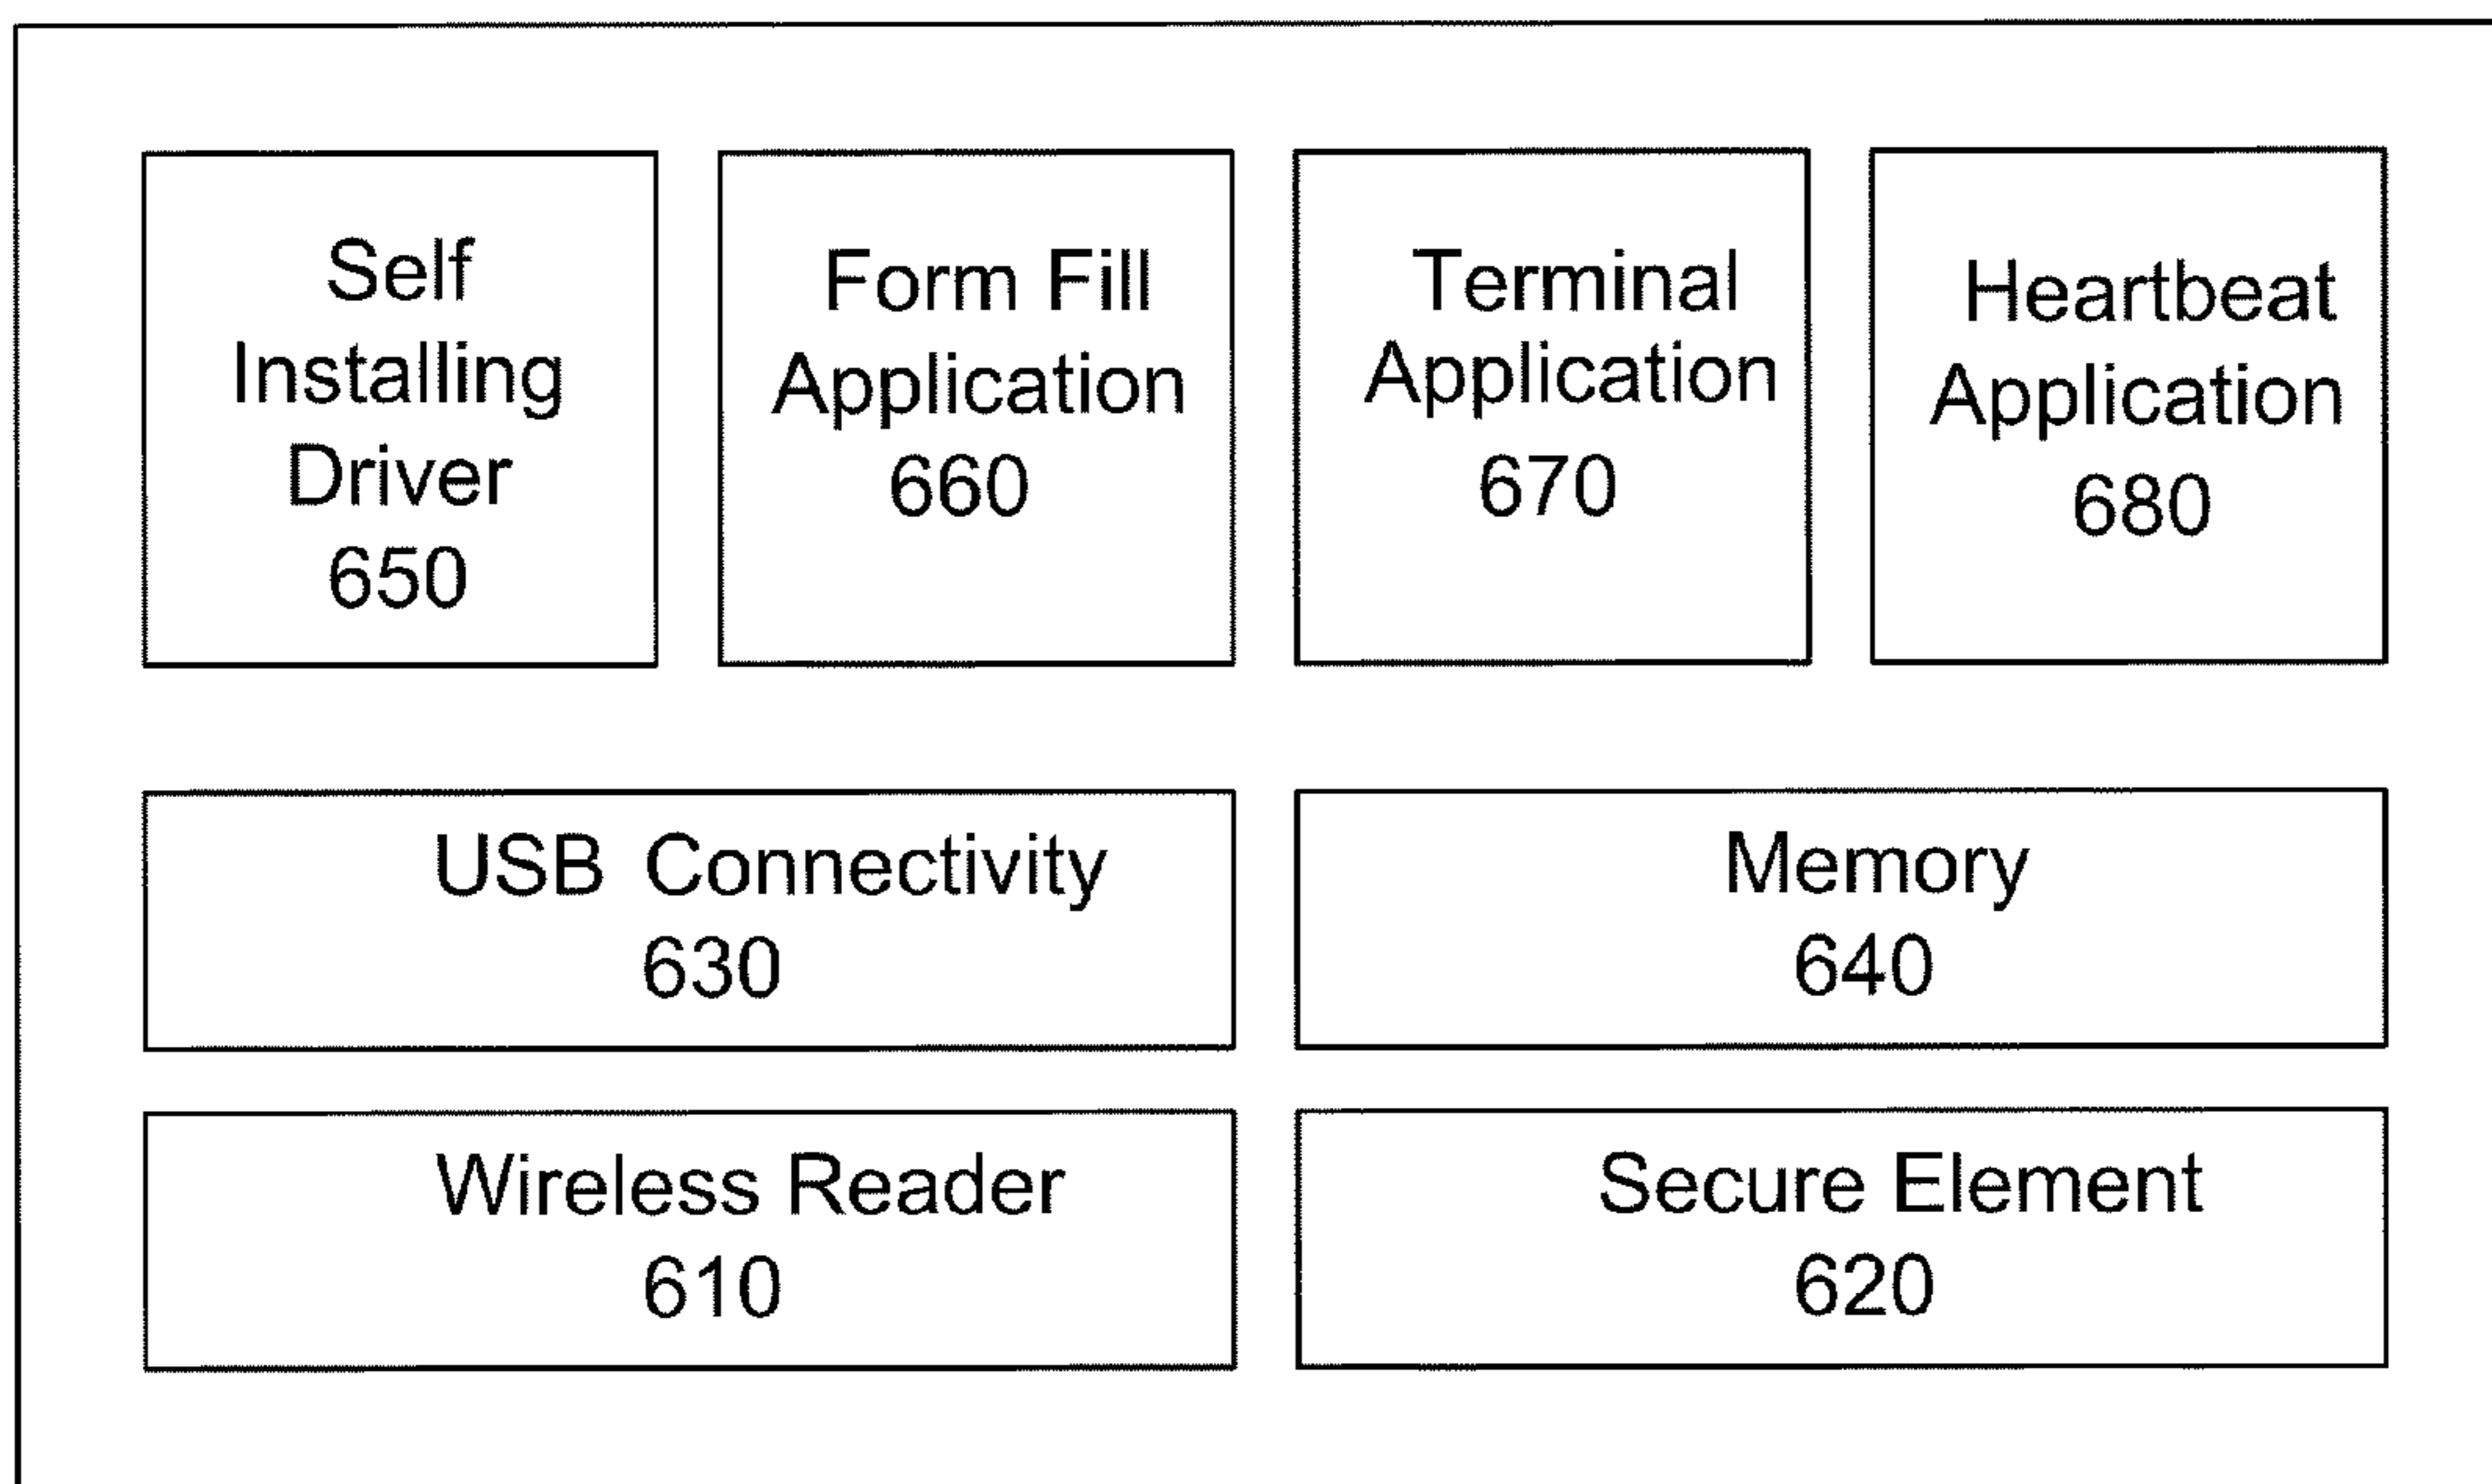 Self
Installing
Driver
650
Form Fill
Application
660
Terminal
Application
670
Heartbeat
Application
680
USB Connectivity
630
Memory
640
Wireless Reader
610
Secure Element
620